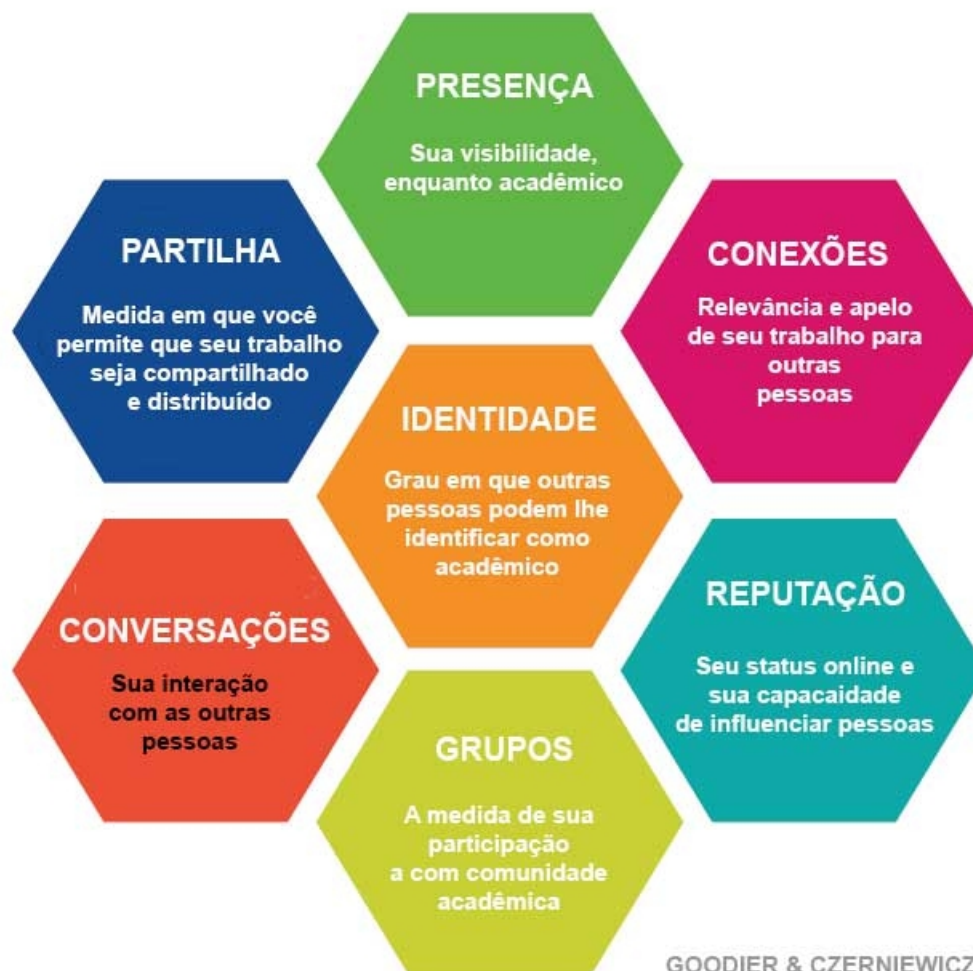 PRESENÇA
Sua visibilidade,
enquanto acadêmico
PARTILHA
Medida em que você
permite que seu trabalho
seja compartilhado
e distribuído
CONEXÕES
Relevância e apelo
de seu trabalho para
outras
pessoas
IDENTIDADE
Grau em que outras
pessoas podem lhe
identificar como
acadêmico
CONVERSAÇÕES
Sua interação
com as outras
pessoas
REPUTAÇÃO
Seu status online e
sua capacaidade
de influenciar pessoas
GRUPOS
A medida de sua
participação
a com comunidade
acadêmica
GOODIER & CZERNIEWICZ